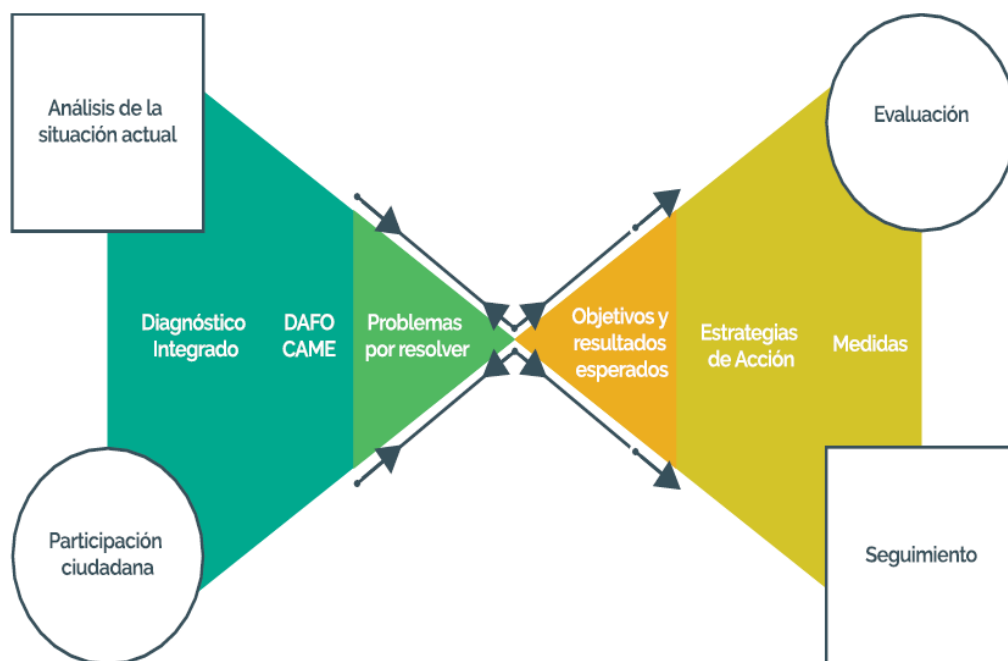 Análisis de la
situación actual
Evaluación
Diagnóstico
Integrado
DAFO
CAME
Problemas
por resolver
Objetivos y
resultados
esperados
Estrategias
de Acción
Medidas
Participación
ciudadana
Seguimiento